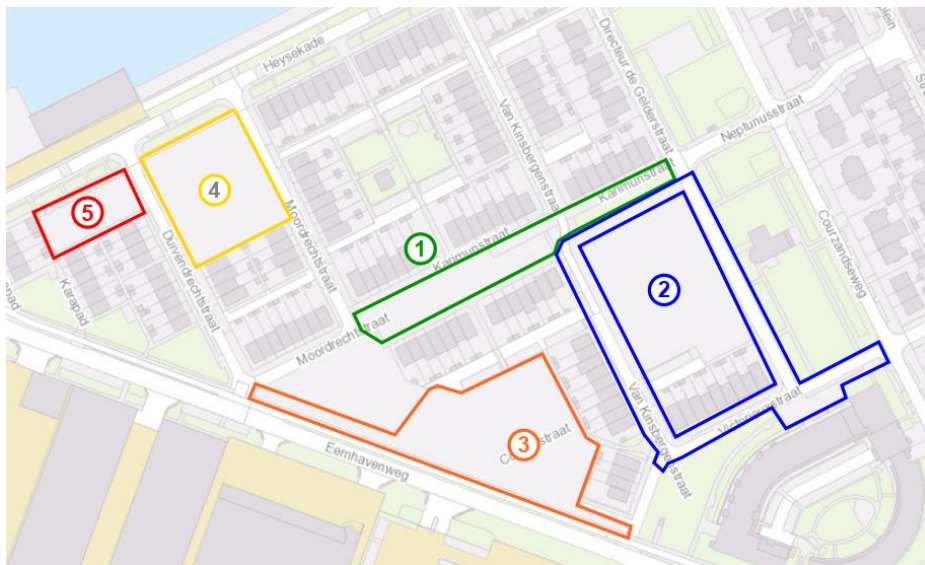 Heysekade
Directeur de Gelderstraat
Van Kinsbergenstraat
Neptunusstraat
Karimunstraat
4
5
Moordrechtstraat
1
Karimunstraat
Duivendrechtstraat
Courzandseweg
2
Karapad
Moordrechtstraat
Van Kinsbergenstraat
3
Eemhavenweg